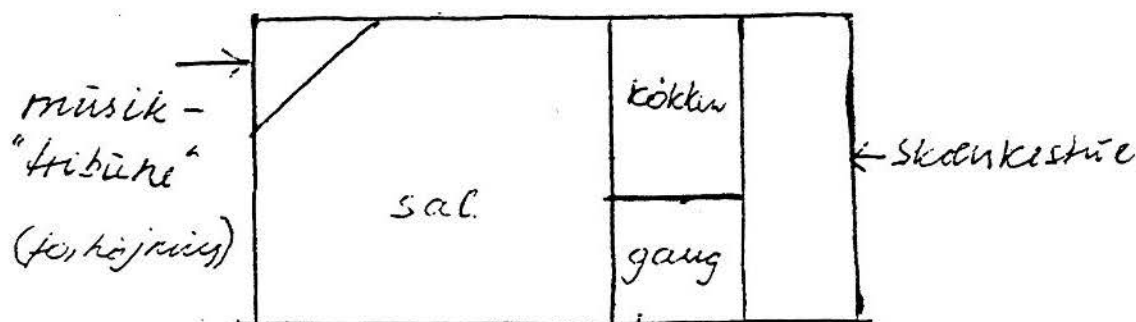 musik-
"tribüne"
(forhøjning)
sal
køkken
gang
skænkestue